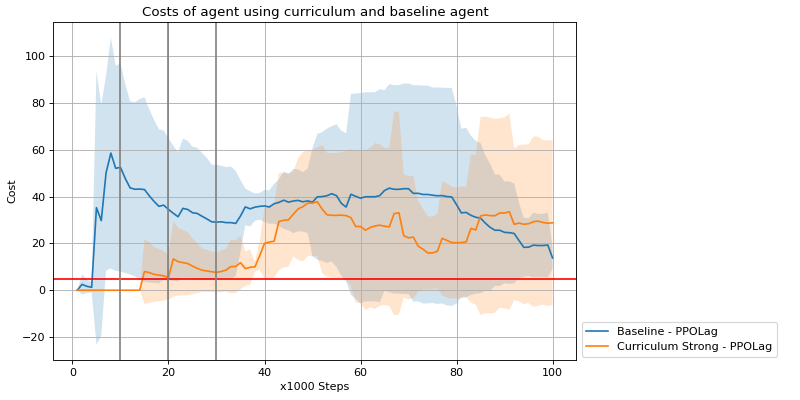 Costs of agent using curriculum and baseline agent
Cost
100
80
60
40
20
0
−20
0 20 40 60 80 100
x1000 Steps
Baseline - PPOLag
Curriculum Strong - PPOLag